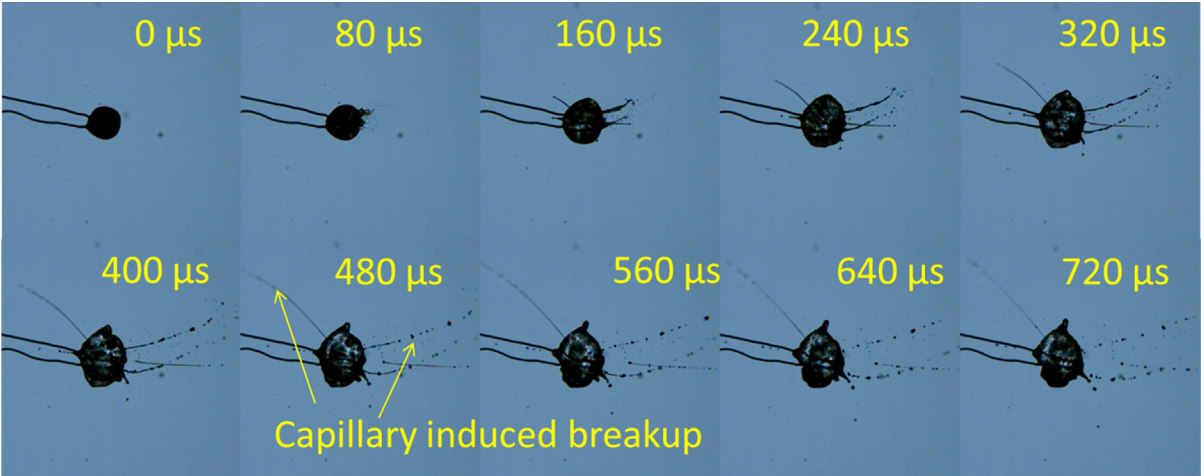 0 µs
80 µs
160 µs
240 µs
320 µs
400 µs
480 µs
560 µs
640 µs
720 µs
Capillary induced breakup